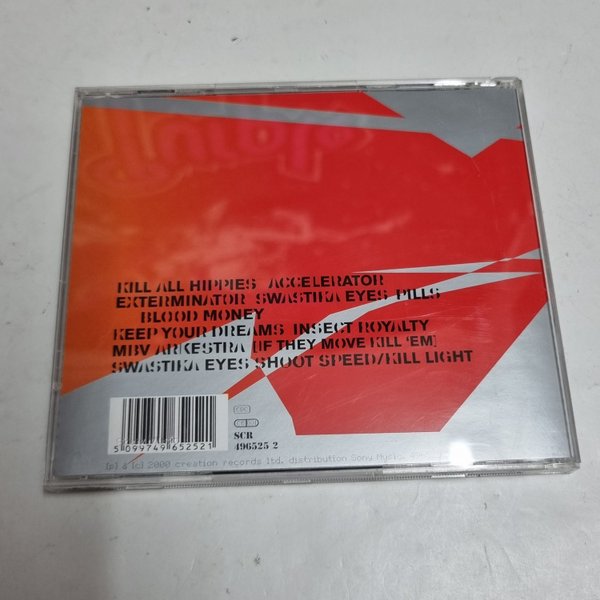 KILL ALL HIPPIES ACCELERATOR
EXTERMINATOR SWASTIKA EYES PILLS
BLOOD MONEY
KEEP YOUR DREAMS INSECT ROYALTY
MBV ARKESTRA [IF THEY MOVE KILL 'EM]
SWASTIKA EYES SHOOT SPEED/KILL LIGHT
5 099749 652521
SCR
496525 2
[p] & [c] 2000 creation records ltd. distribution Sony Music.